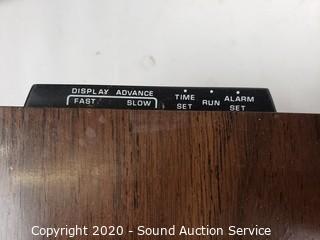 DISPLAY ADVANCE
FAST SLOW
TIME SET
RUN
ALARM SET
Copyright 2020 - Sound Auction Service